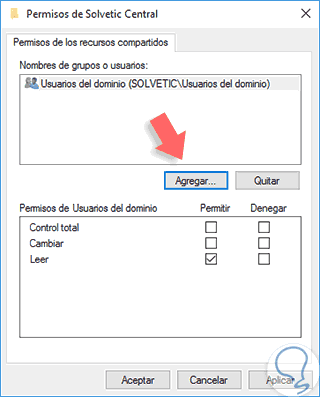 Permisos de Solvetic Central
Permisos de los recursos compartidos
Nombres de grupos o usuarios:
Usuarios del dominio (SOLVETIC\Usuarios del dominio)
Agregar... Quitar
Permisos de Usuarios del dominio Permitir Denegar
Control total
Cambiar
Leer
Aceptar Cancelar Aplicar